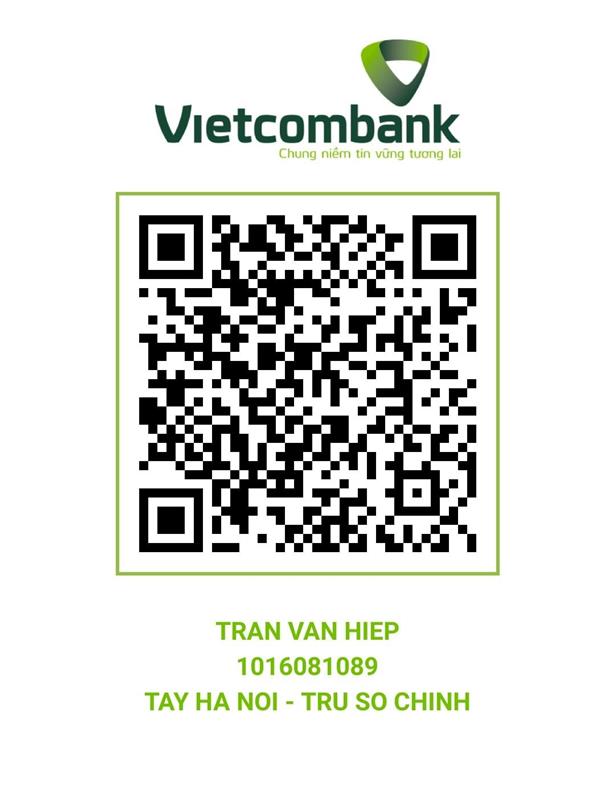 Vietcombank
Chung niềm tin vững tương lai
TRAN VAN HIEP
1016081089
TAY HA NOI - TRU SO CHINH